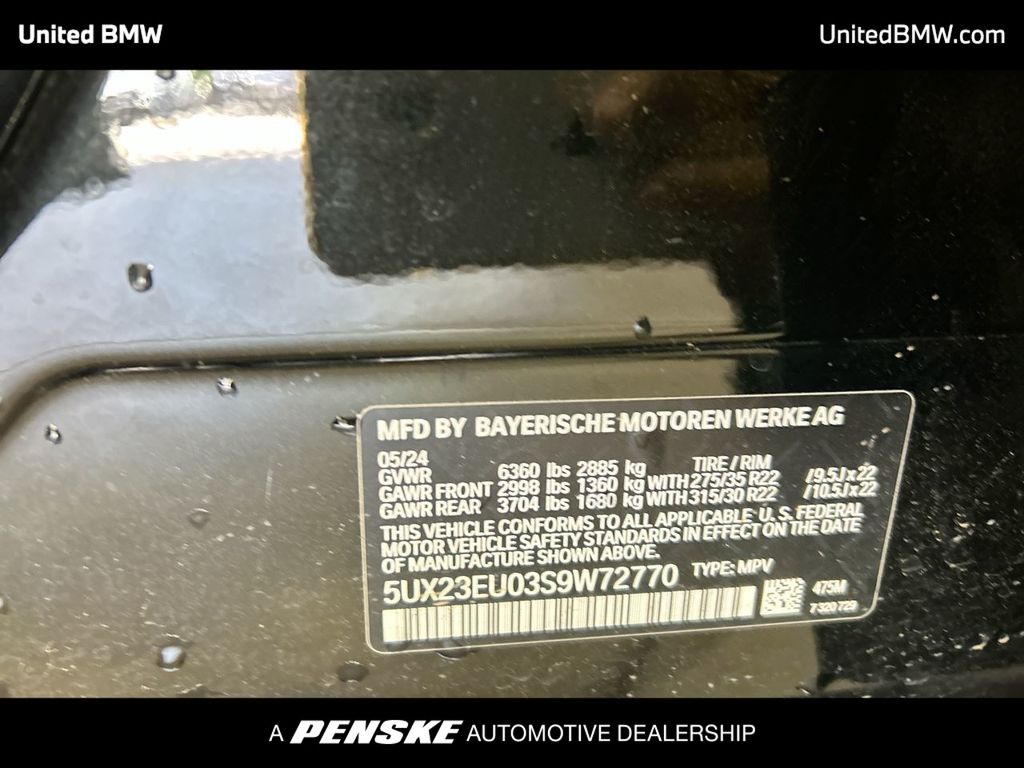 United BMW
UnitedBMW.com
MFD BY BAYERISCHE MOTOREN WERKE AG
05/24 TIRE / RIM
GVWR 6360 lbs 2885 kg
GAWR FRONT 2998 lbs 1360 kg WITH 275/35 R22 /9.5Jx22
GAWR REAR 3704 lbs 1680 kg WITH 315/30 R22 /10.5Jx22
THIS VEHICLE CONFORMS TO ALL APPLICABLE U. S. FEDERAL
MOTOR VEHICLE SAFETY STANDARDS IN EFFECT ON THE DATE
OF MANUFACTURE SHOWN ABOVE.
5UX23EU03S9W72770 TYPE: MPV
475M
7 320 729
A PENSKE AUTOMOTIVE DEALERSHIP